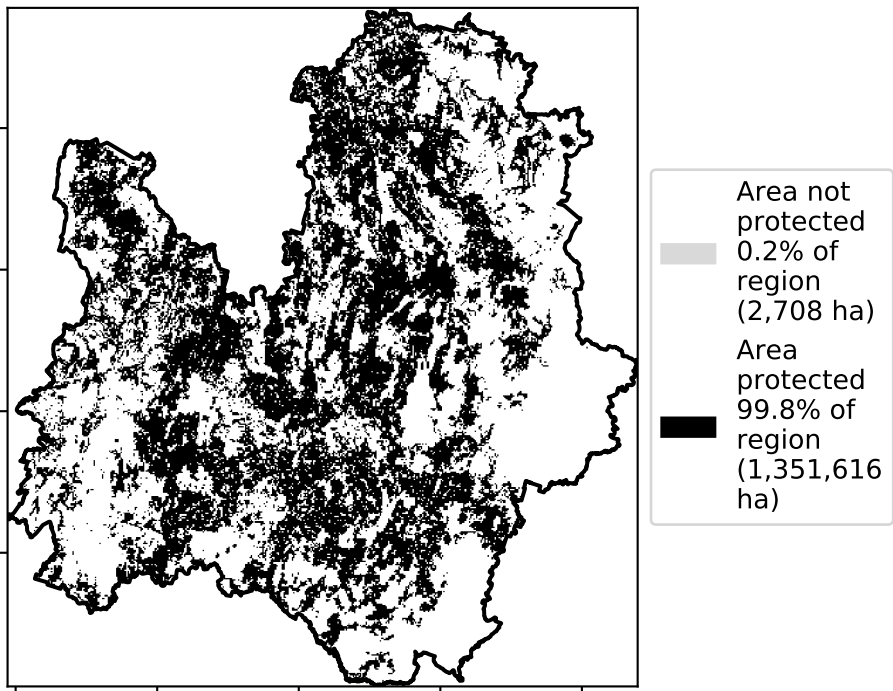 Area not
protected
0.2% of
region
(2,708 ha)
Area
protected
99.8% of
region
(1,351,616
ha)